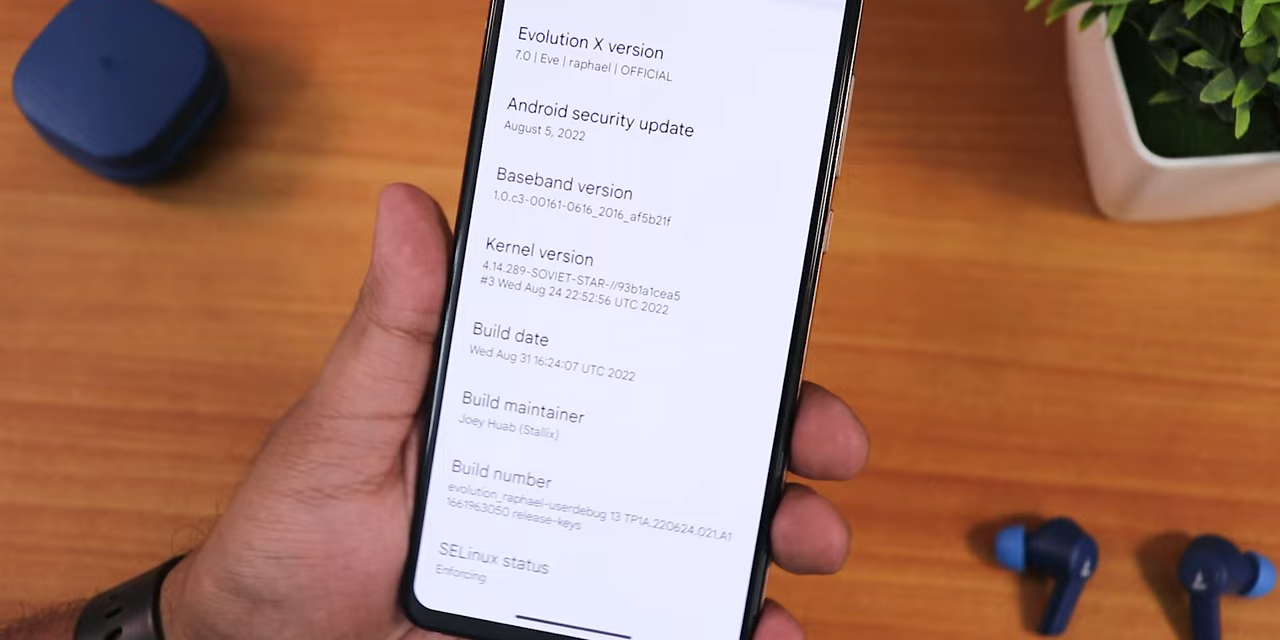 Evolution X version
7.0 | Eve | raphael | OFFICIAL
Android security update
August 5, 2022
Baseband version
1.0.c3-00161-0616_2016_af5b21f
Kernel version
4.14.289-SOVIET-STAR-//93b1a1cea5
#3 Wed Aug 24 22:52:56 UTC 2022
Build date
Wed Aug 31 16:24:07 UTC 2022
Build maintainer
Joey Huab (Stallix)
Build number
evolution_raphael-userdebug 13 TP1A.220624.021.A1
1661963050 release-keys
SELinux status
Enforcing